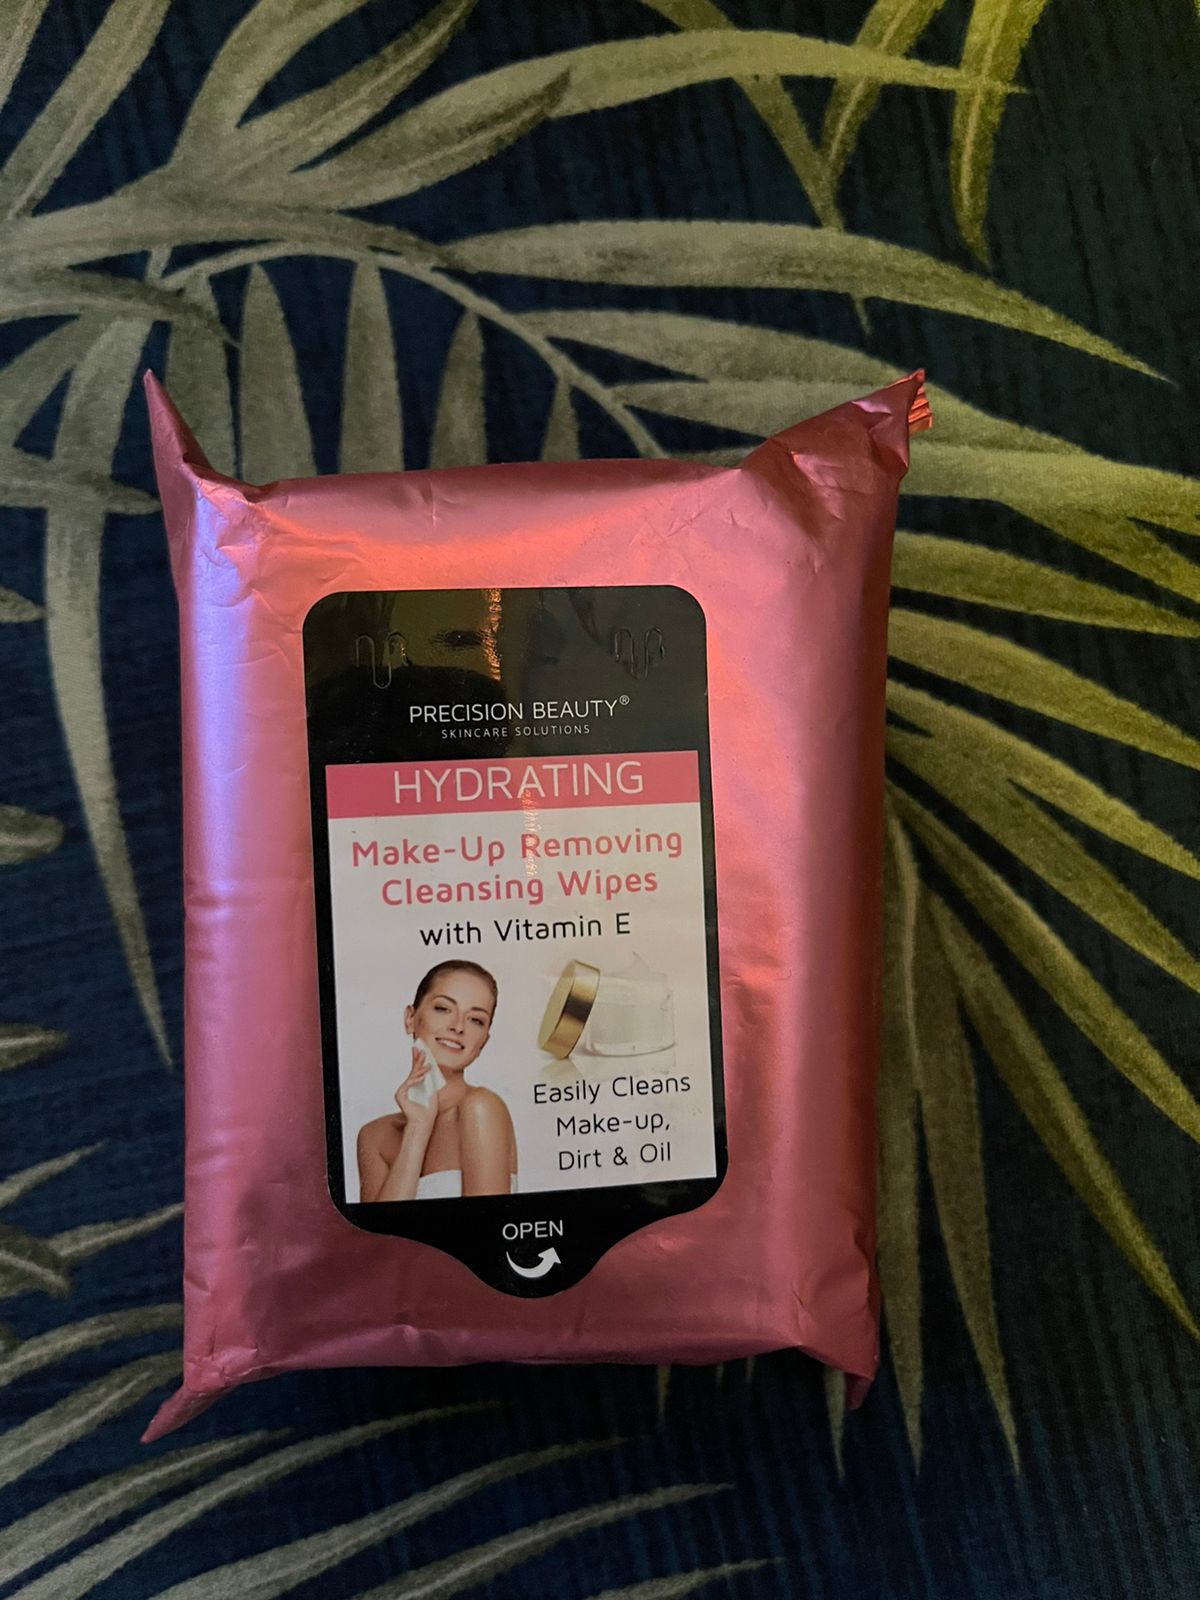 PRECISION BEAUTY®
SKINCARE SOLUTIONS
HYDRATING
Make-Up Removing
Cleansing Wipes
with Vitamin E
Easily Cleans
Make-up,
Dirt & Oil
OPEN